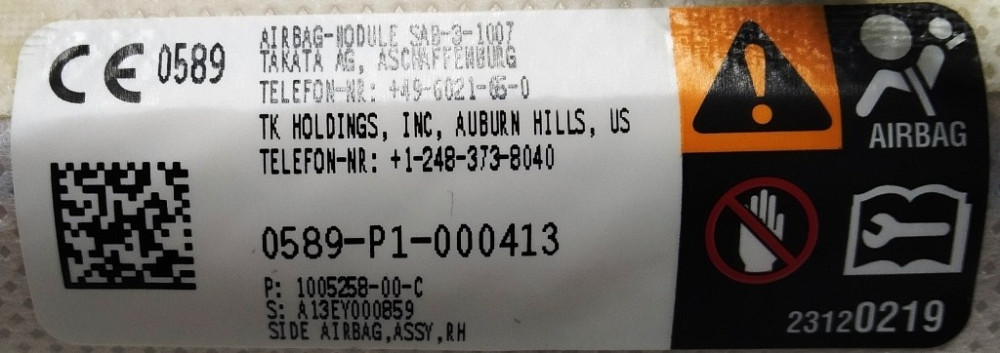 CE 0589
AIRBAG-MODULE SAB-3-1007
TAKATA AG, ASCHAFFENBURG
TELEFON-NR: +49-6021-65-0
TK HOLDINGS, INC, AUBURN HILLS, US
TELEFON-NR: +1-248-373-8040
0589-P1-000413
P: 1005258-00-C
S: A13EY000859
SIDE AIRBAG,ASSY,RH
AIRBAG
23120219